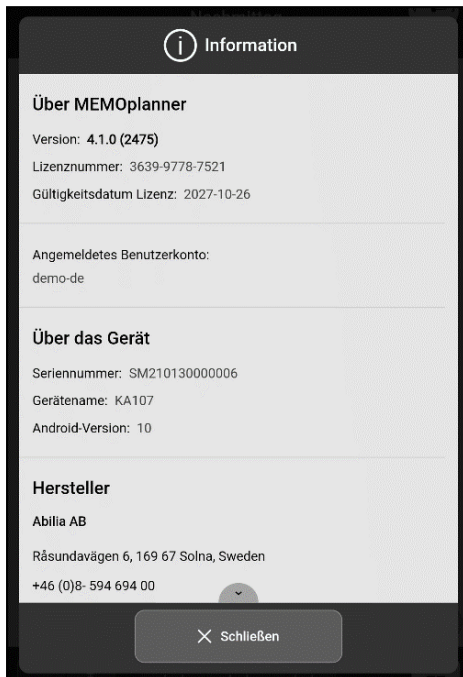 Information
Über MEMOplanner
Version: 4.1.0 (2475)
Lizenznummer: 3639-9778-7521
Gültigkeitsdatum Lizenz: 2027-10-26
Angemeldetes Benutzerkonto:
demo-de
Über das Gerät
Seriennummer: SM210130000006
Gerätename: KA107
Android-Version: 10
Hersteller
Abilia AB
Råsundavägen 6, 169 67 Solna, Sweden
+46 (0)8- 594 694 00
Schließen